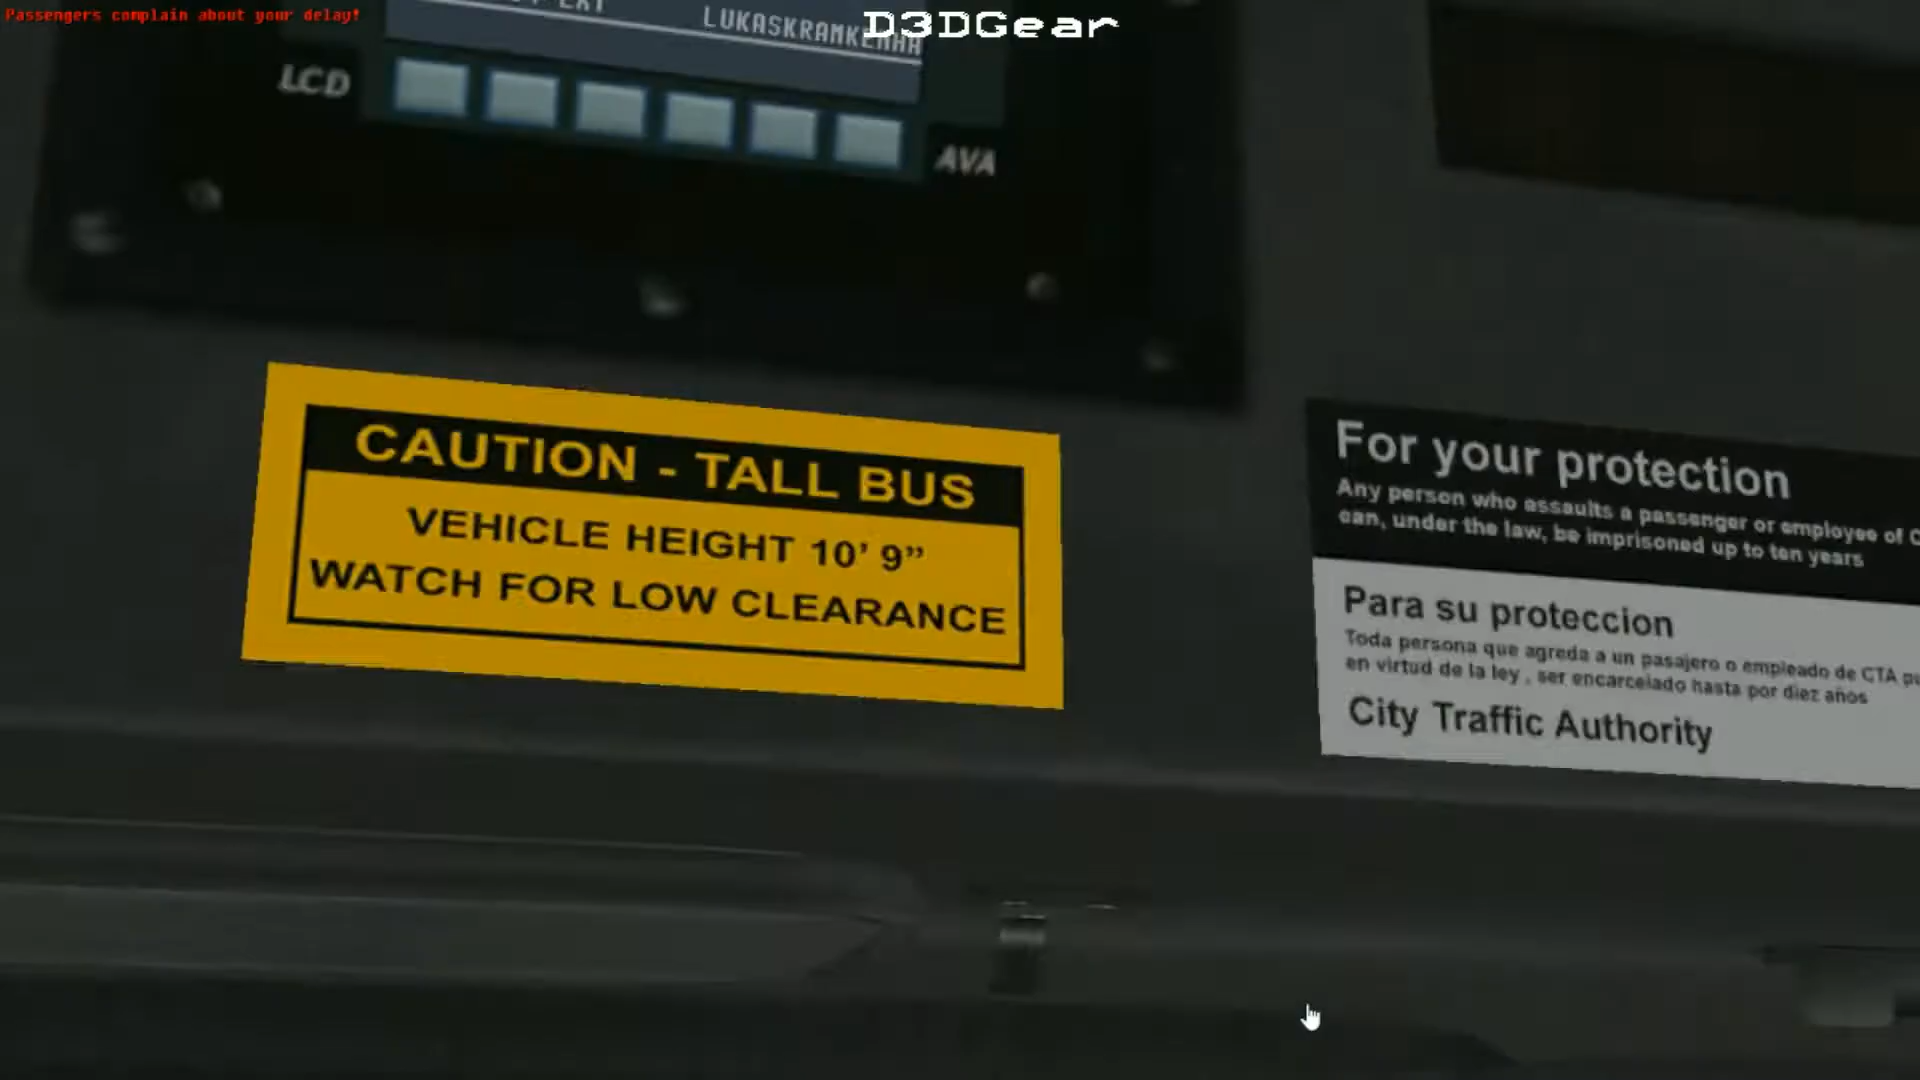 Passengers complain about your delay!
D3DGear
LCD
AVA
CAUTION - TALL BUS
VEHICLE HEIGHT 10' 9”
WATCH FOR LOW CLEARANCE
For your protection
Any person who assaults a passenger or employee of
can, under the law, be imprisoned up to ten years
Para su proteccion
Toda persona que agreda a un pasajero o empleado de CTA
en virtud de la ley , ser encarcelado hasta por diez años
City Traffic Authority